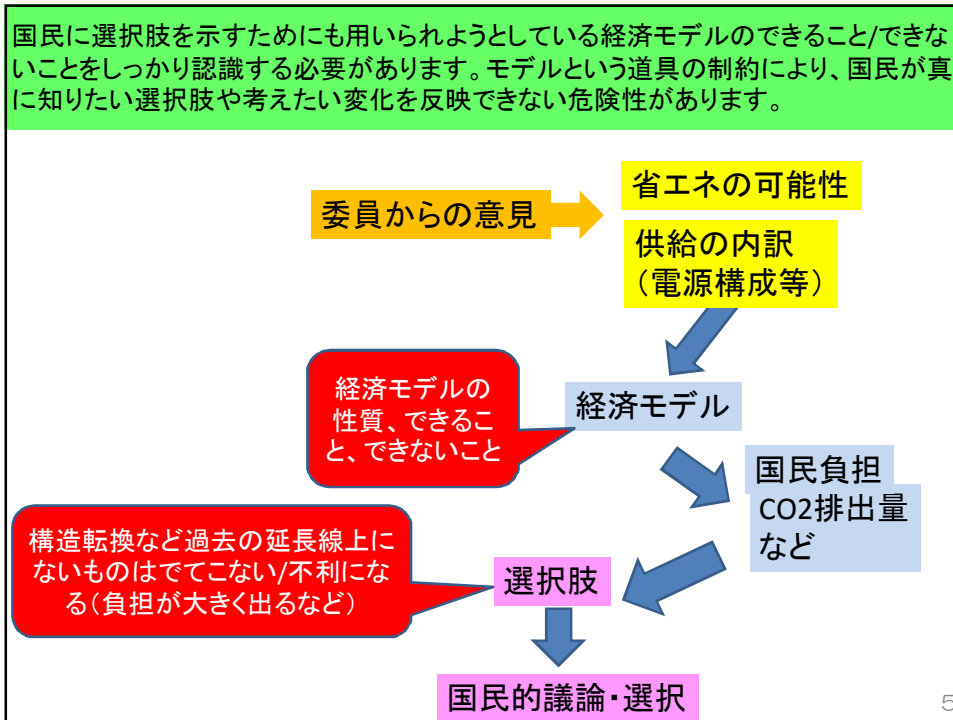 国民に選択肢を示すためにも用いられようとしている経済モデルのできること/できな
いことをしっかり認識する必要があります。モデルという道具の制約により、国民が真
に知りたい選択肢や考えたい変化を反映できない危険性があります。
委員からの意見
省エネの可能性
供給の内訳
（電源構成等）
経済モデルの
性質、できるこ
と、できないこと
経済モデル
国民負担
CO2排出量
など
構造転換など過去の延長線上に
ないものはでてこない/不利にな
る（負担が大きく出るなど）
選択肢
国民的議論・選択
5